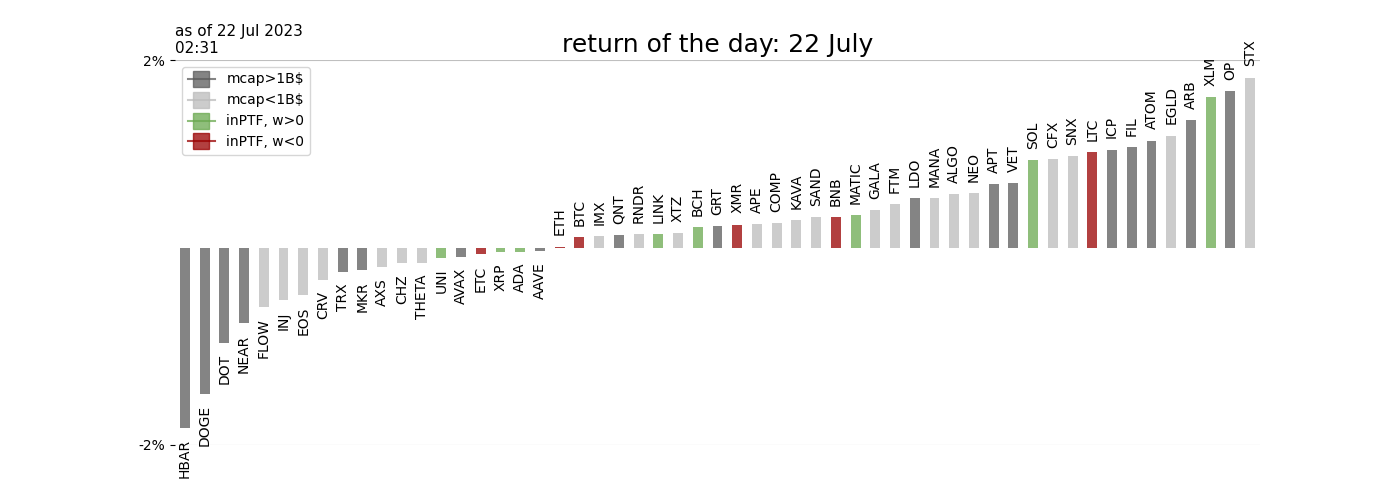 as of 22 Jul 2023
02:31
return of the day: 22 July
2%
-2%
mcap>1B$
mcap<1B$
inPTF, w>0
inPTF, w<0
HBAR
DOGE
DOT
NEAR
FLOW
INJ
EOS
CRV
TRX
MKR
AXS
CHZ
THETA
UNI
AVAX
ETC
XRP
ADA
AAVE
ETH
BTC
IMX
QNT
RNDR
LINK
XTZ
BCH
GRT
XMR
APE
COMP
KAVA
SAND
BNB
MATIC
GALA
FTM
LDO
MANA
ALGO
NEO
APT
VET
SOL
CFX
SNX
LTC
ICP
FIL
ATOM
EGLD
ARB
XLM
OP
STX